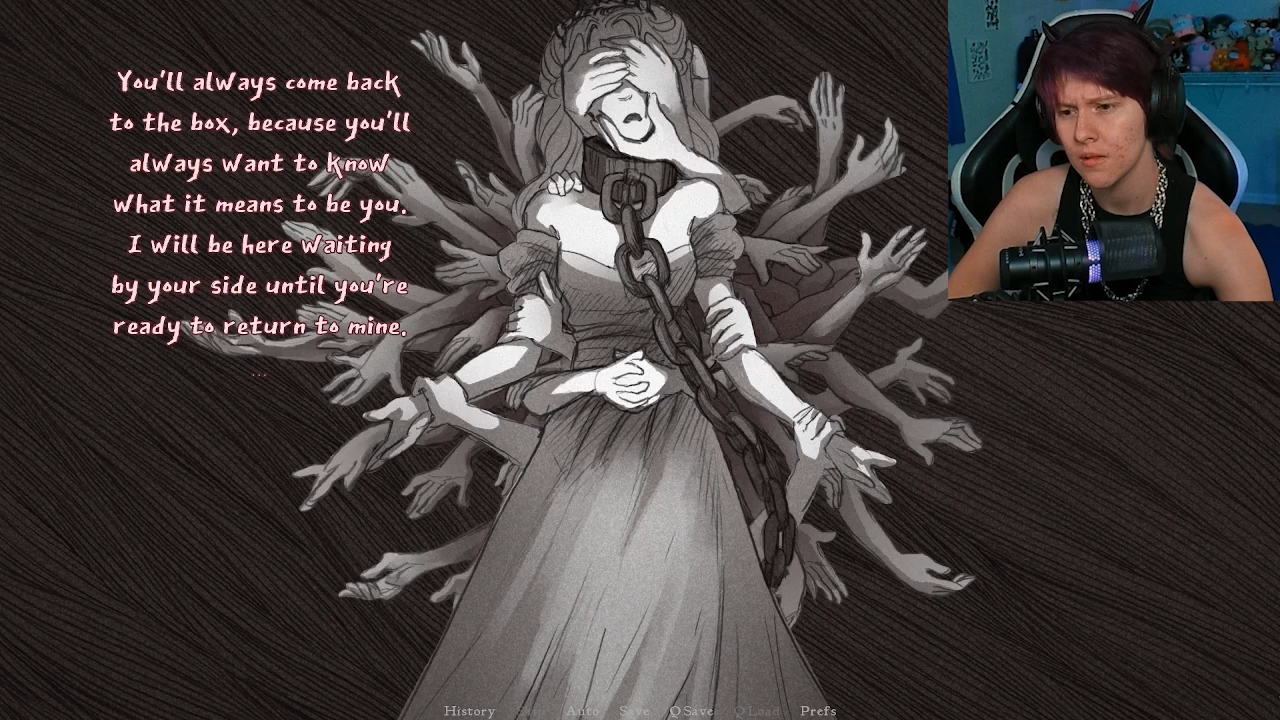 You'll always come back
to the box, because you'll
always want to know
what it means to be you.
I will be here waiting
by your side until you're
ready to return to mine.
...
History Skip Auto Save Q.Save Q.Load Prefs